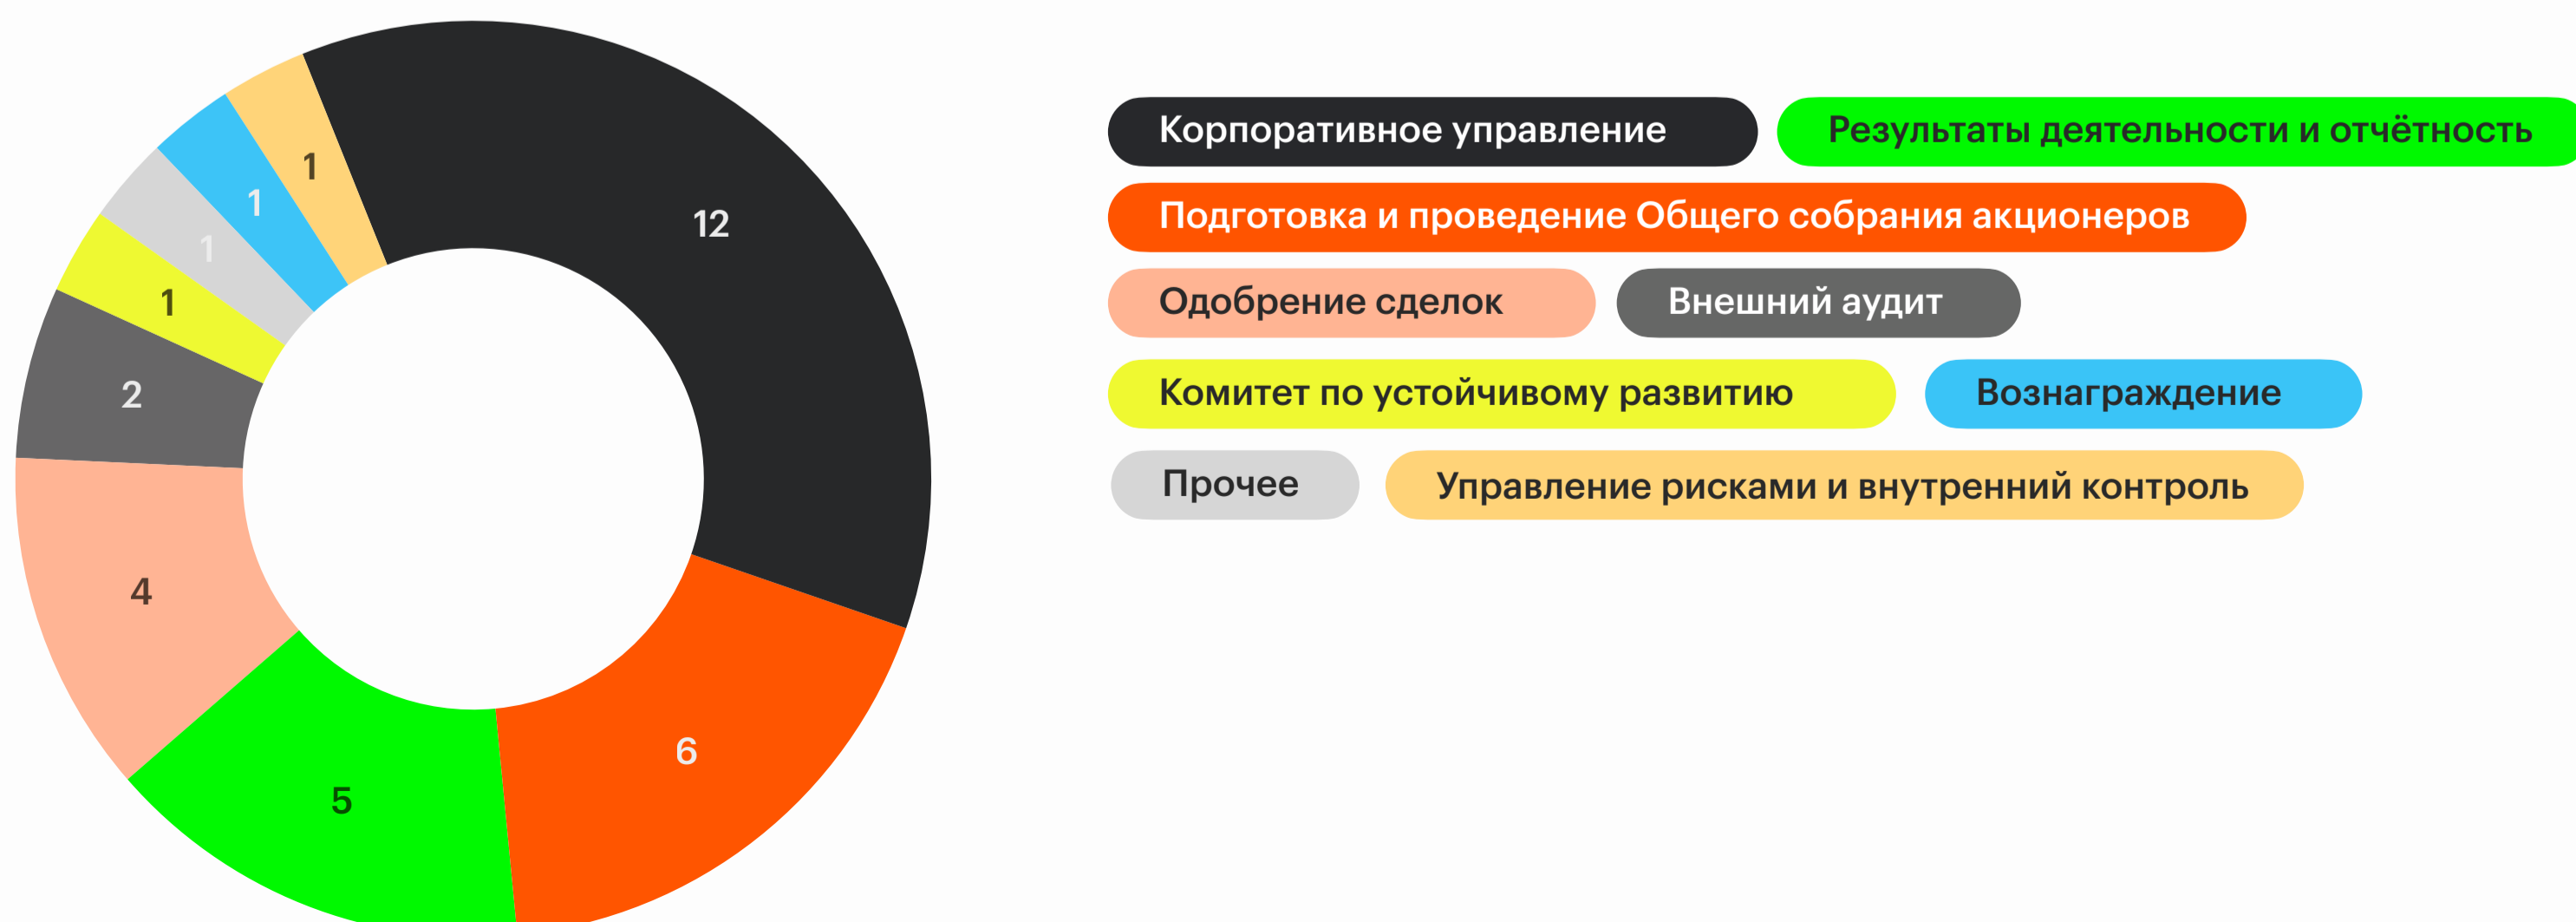 12
6
5
4
2
1
1
1
1
Корпоративное управление
Результаты деятельности и отчётность
Подготовка и проведение Общего собрания акционеров
Одобрение сделок
Внешний аудит
Комитет по устойчивому развитию
Вознаграждение
Прочее
Управление рисками и внутренний контроль